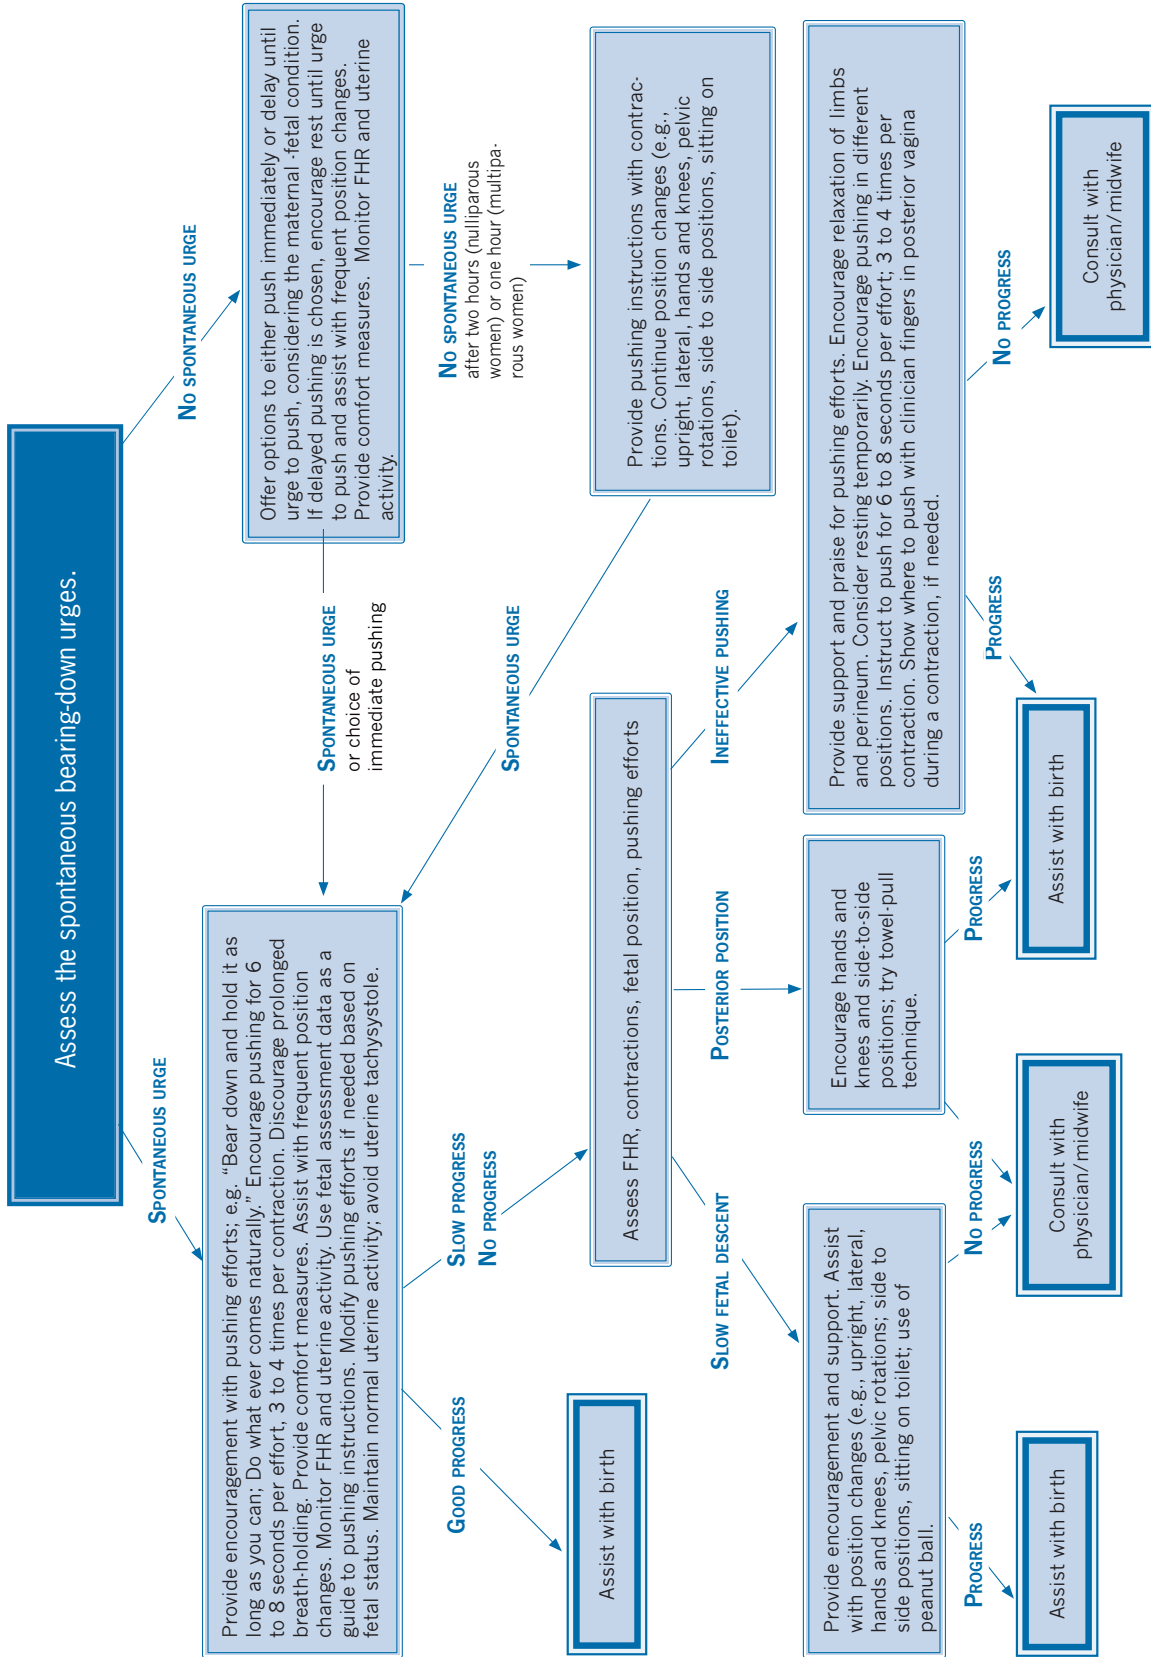 Assess the spontaneous bearing-down urges.
SPONTANEOUS URGE
NO SPONTANEOUS URGE
Provide encouragement with pushing efforts; e.g. “Bear down and hold it as
long as you can; Do what ever comes naturally.” Encourage pushing for 6
to 8 seconds per effort, 3 to 4 times per contraction. Discourage prolonged
breath-holding. Provide comfort measures. Assist with frequent position
changes. Monitor FHR and uterine activity. Use fetal assessment data as a
guide to pushing instructions. Modify pushing efforts if needed based on
fetal status. Maintain normal uterine activity; avoid uterine tachysystole.
SPONTANEOUS URGE
or choice of
immediate pushing
Offer options to either push immediately or delay until
urge to push, considering the maternal -fetal condition.
If delayed pushing is chosen, encourage rest until urge
to push and assist with frequent position changes.
Provide comfort measures.  Monitor FHR and uterine
activity.
NO SPONTANEOUS URGE
after two hours (nulliparous
women) or one hour (multipa-
rous women)
SPONTANEOUS URGE
Provide pushing instructions with contrac-
tions. Continue position changes (e.g.,
upright, lateral, hands and knees, pelvic
rotations, side to side positions, sitting on
toilet).
GOOD PROGRESS
SLOW PROGRESS
NO PROGRESS
Assist with birth
Assess FHR, contractions, fetal position, pushing efforts
SLOW FETAL DESCENT
POSTERIOR POSITION
INEFFECTIVE PUSHING
Provide encouragement and support. Assist
with position changes (e.g., upright, lateral,
hands and knees, pelvic rotations; side to
side positions, sitting on toilet; use of
peanut ball.
Encourage hands and
knees and side-to-side
positions; try towel-pull
technique.
Provide support and praise for pushing efforts. Encourage relaxation of limbs
and perineum. Consider resting temporarily. Encourage pushing in different
positions. Instruct to push for 6 to 8 seconds per effort; 3 to 4 times per
contraction. Show where to push with clinician fingers in posterior vagina
during a contraction, if needed.
PROGRESS
NO PROGRESS
PROGRESS
PROGRESS
NO PROGRESS
Assist with birth
Consult with
physician/midwife
Assist with birth
Consult with
physician/midwife